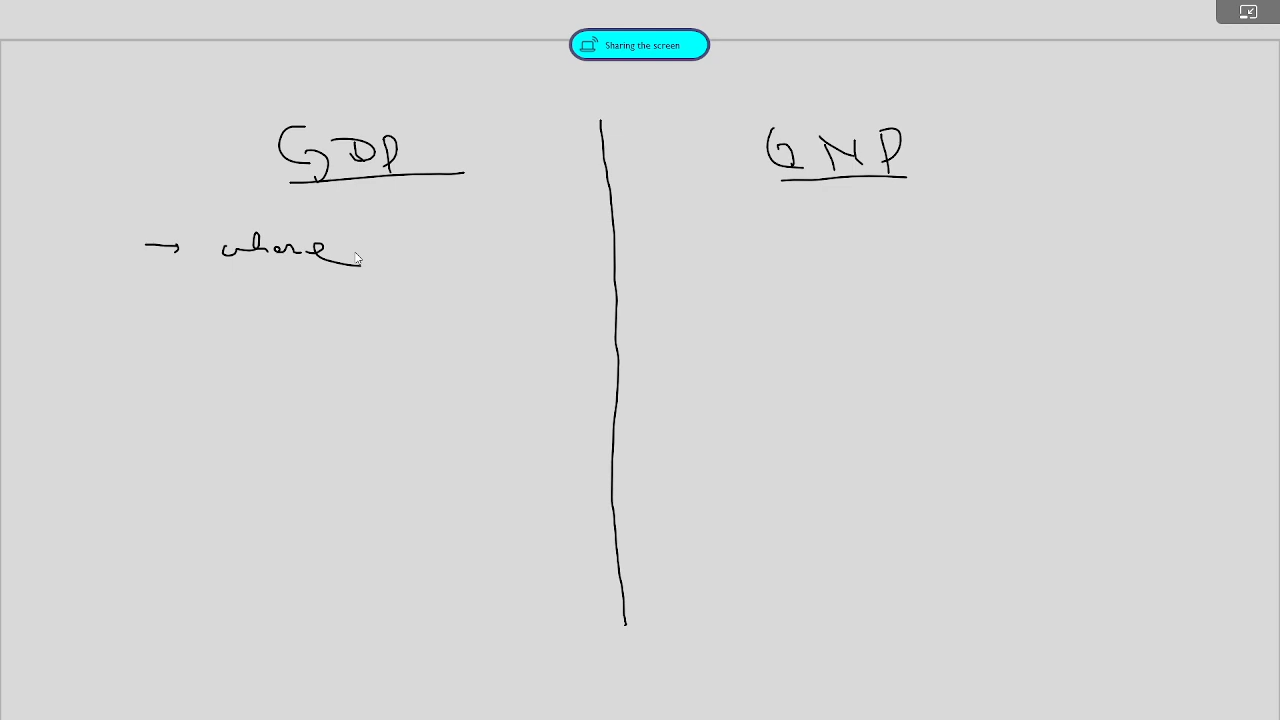 Sharing the screen
GDP
GNP
→ where